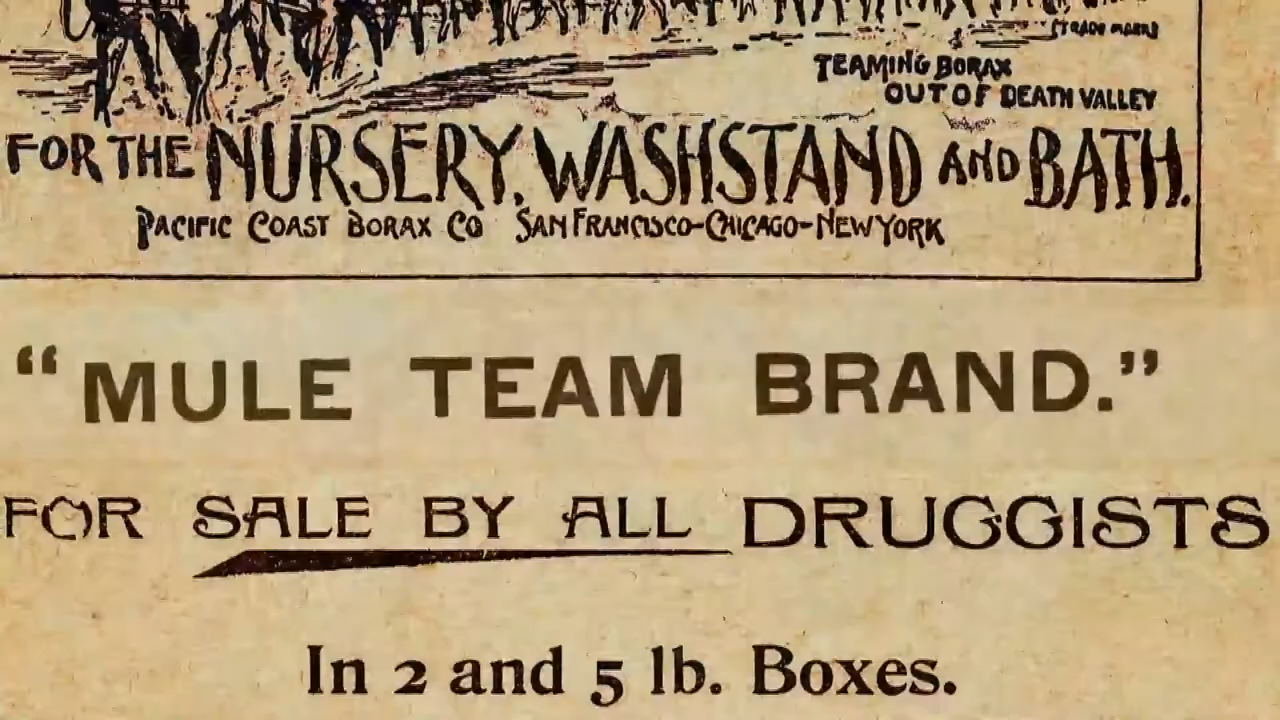 (TRADE MARK)
TEAMING BORAX
OUT OF DEATH VALLEY
FOR THE NURSERY, WASHSTAND AND BATH.
PACIFIC COAST BORAX CO SAN FRANCISCO-CHICAGO-NEW YORK
“MULE TEAM BRAND.”
FOR SALE BY ALL DRUGGISTS
In 2 and 5 lb. Boxes.